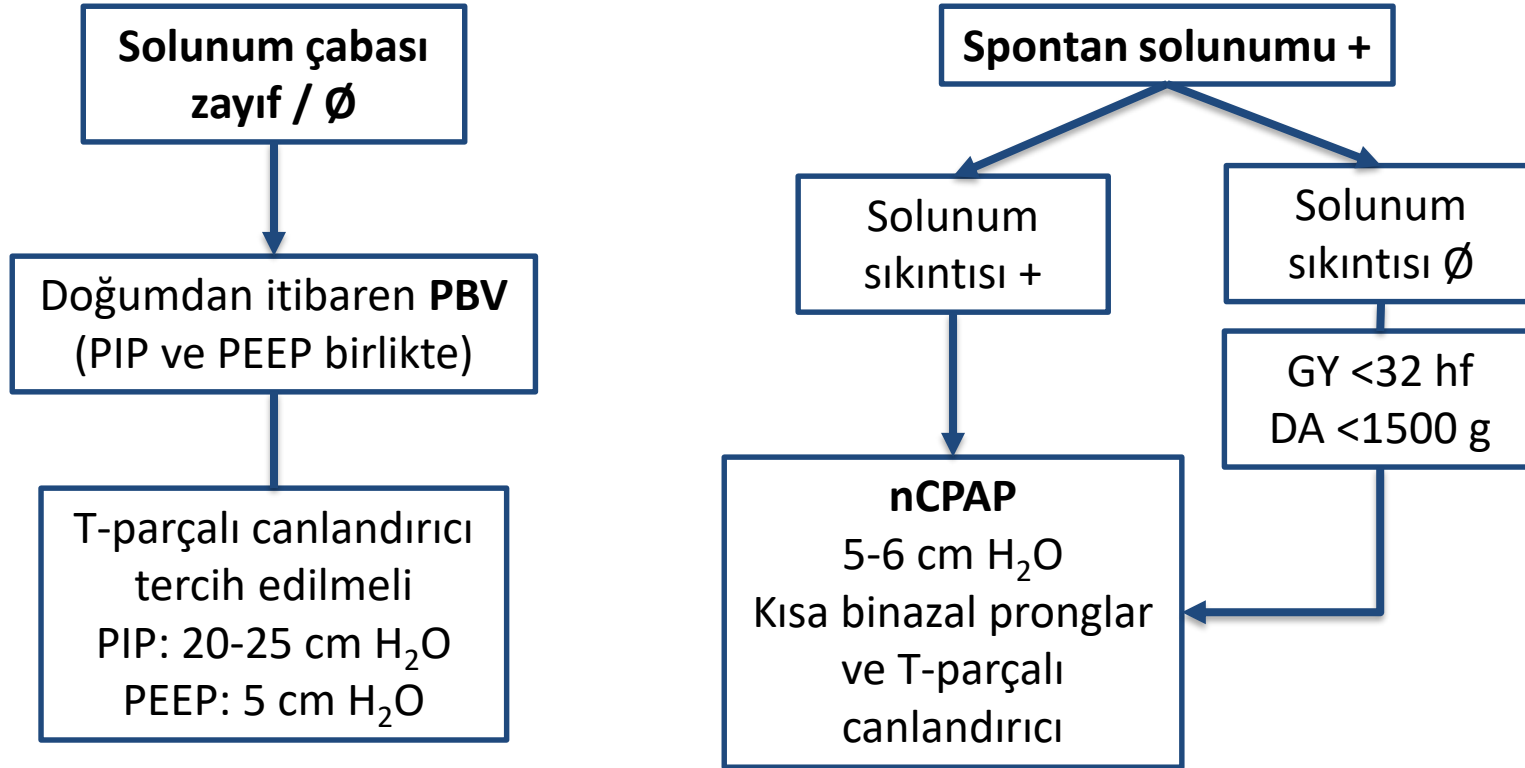 Solunum çabası
zayıf / Ø
Doğumdan itibaren PBV
(PIP ve PEEP birlikte)
T-parçalı canlandırıcı
tercih edilmeli
PIP: 20-25 cm H₂O
PEEP: 5 cm H₂O
Spontan solunumu +
Solunum
sıkıntısı +
Solunum
sıkıntısı Ø
GY <32 hf
DA <1500 g
nCPAP
5-6 cm H₂O
Kısa binazal pronglar
ve T-parçalı
canlandırıcı